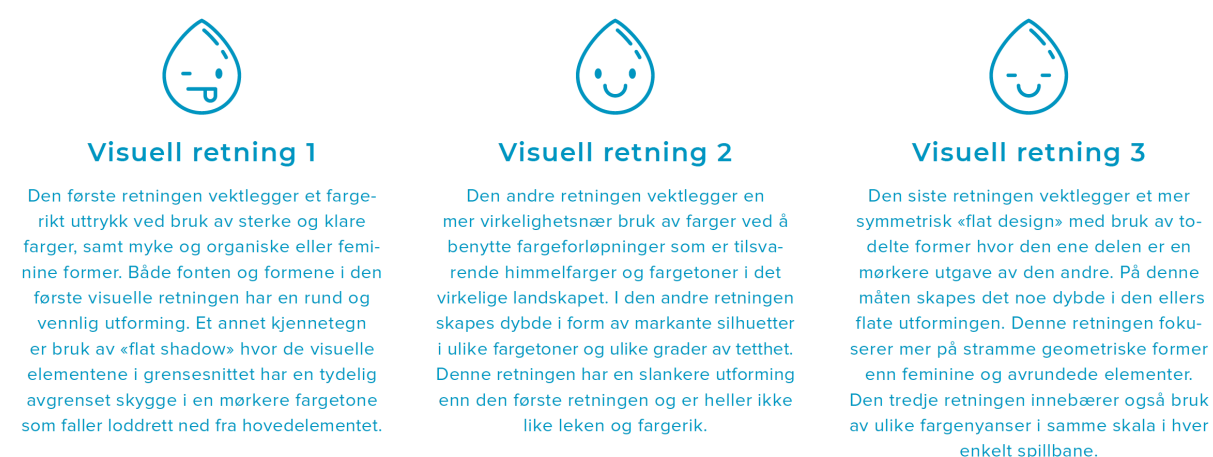 Visuell retning 1
Den første retningen vektlegger et farge-
rikt uttrykk ved bruk av sterke og klare
farger, samt myke og organiske eller femi-
nine former. Både fonten og formene i den
første visuelle retningen har en rund og
vennlig utforming. Et annet kjennetegn
er bruk av «flat shadow» hvor de visuelle
elementene i grensesnittet har en tydelig
avgrenset skygge i en mørkere fargetone
som faller loddrett ned fra hovedelementet.
Visuell retning 2
Den andre retningen vektlegger en
mer virkelighetsnær bruk av farger ved å
benytte fargeforløpninger som er tilsva-
rende himmelfarger og fargetoner i det
virkelige landskapet. I den andre retningen
skapes dybde i form av markante silhuetter
i ulike fargetoner og ulike grader av tetthet.
Denne retningen har en slankere utforming
enn den første retningen og er heller ikke
like leken og fargerik.
Visuell retning 3
Den siste retningen vektlegger et mer
symmetrisk «flat design» med bruk av to-
delte former hvor den ene delen er en
mørkere utgave av den andre. På denne
måten skapes det noe dybde i den ellers
flate utformingen. Denne retningen foku-
serer mer på stramme geometriske former
enn feminine og avrundede elementer.
Den tredje retningen innebærer også bruk
av ulike fargenyanser i samme skala i hver
enkelt spillbane.